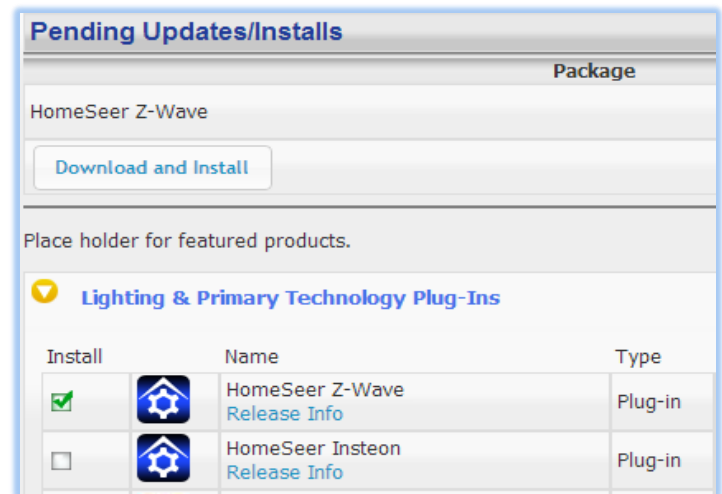 Pending Updates/Installs
Package
HomeSeer Z-Wave
Download and Install
Place holder for featured products.
Lighting & Primary Technology Plug-Ins
Install Name Type
HomeSeer Z-Wave
Release Info
Plug-in
HomeSeer Insteon
Release Info
Plug-in